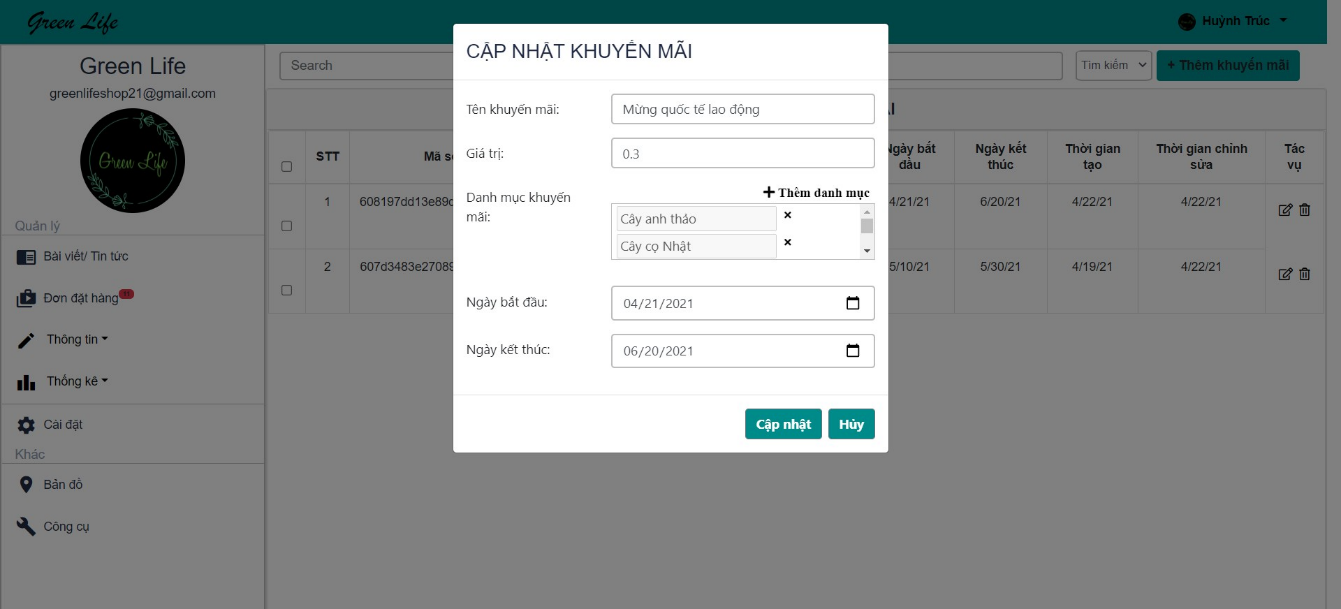 Green Life
Huỳnh Trúc
CẬP NHẬT KHUYẾN MÃI
Green Life
greenlifeshop21@gmail.com
Green Life
Search
Tìm kiếm
+ Thêm khuyến mãi
Tên khuyến mãi:
Mừng quốc tế lao động
Giá trị:
0.3
Danh mục khuyến
mãi:
+ Thêm danh mục
Cây anh thảo
Cây cọ Nhật
Ngày bắt đầu:
04/21/2021
Ngày kết thúc:
06/20/2021
Cập nhật
Hủy
STT
Ngày bắt
đầu
Ngày kết
thúc
Thời gian
tạo
Thời gian chỉnh
sửa
Tác
vụ
1
608197dd13e89
4/21/21
6/20/21
4/22/21
4/22/21
2
607d3483e27089
5/10/21
5/30/21
4/19/21
4/22/21
Quản lý
Bài viết/ Tin tức
Đơn đặt hàng
Thông tin
Thống kê
Cài đặt
Khác
Bản đồ
Công cụ